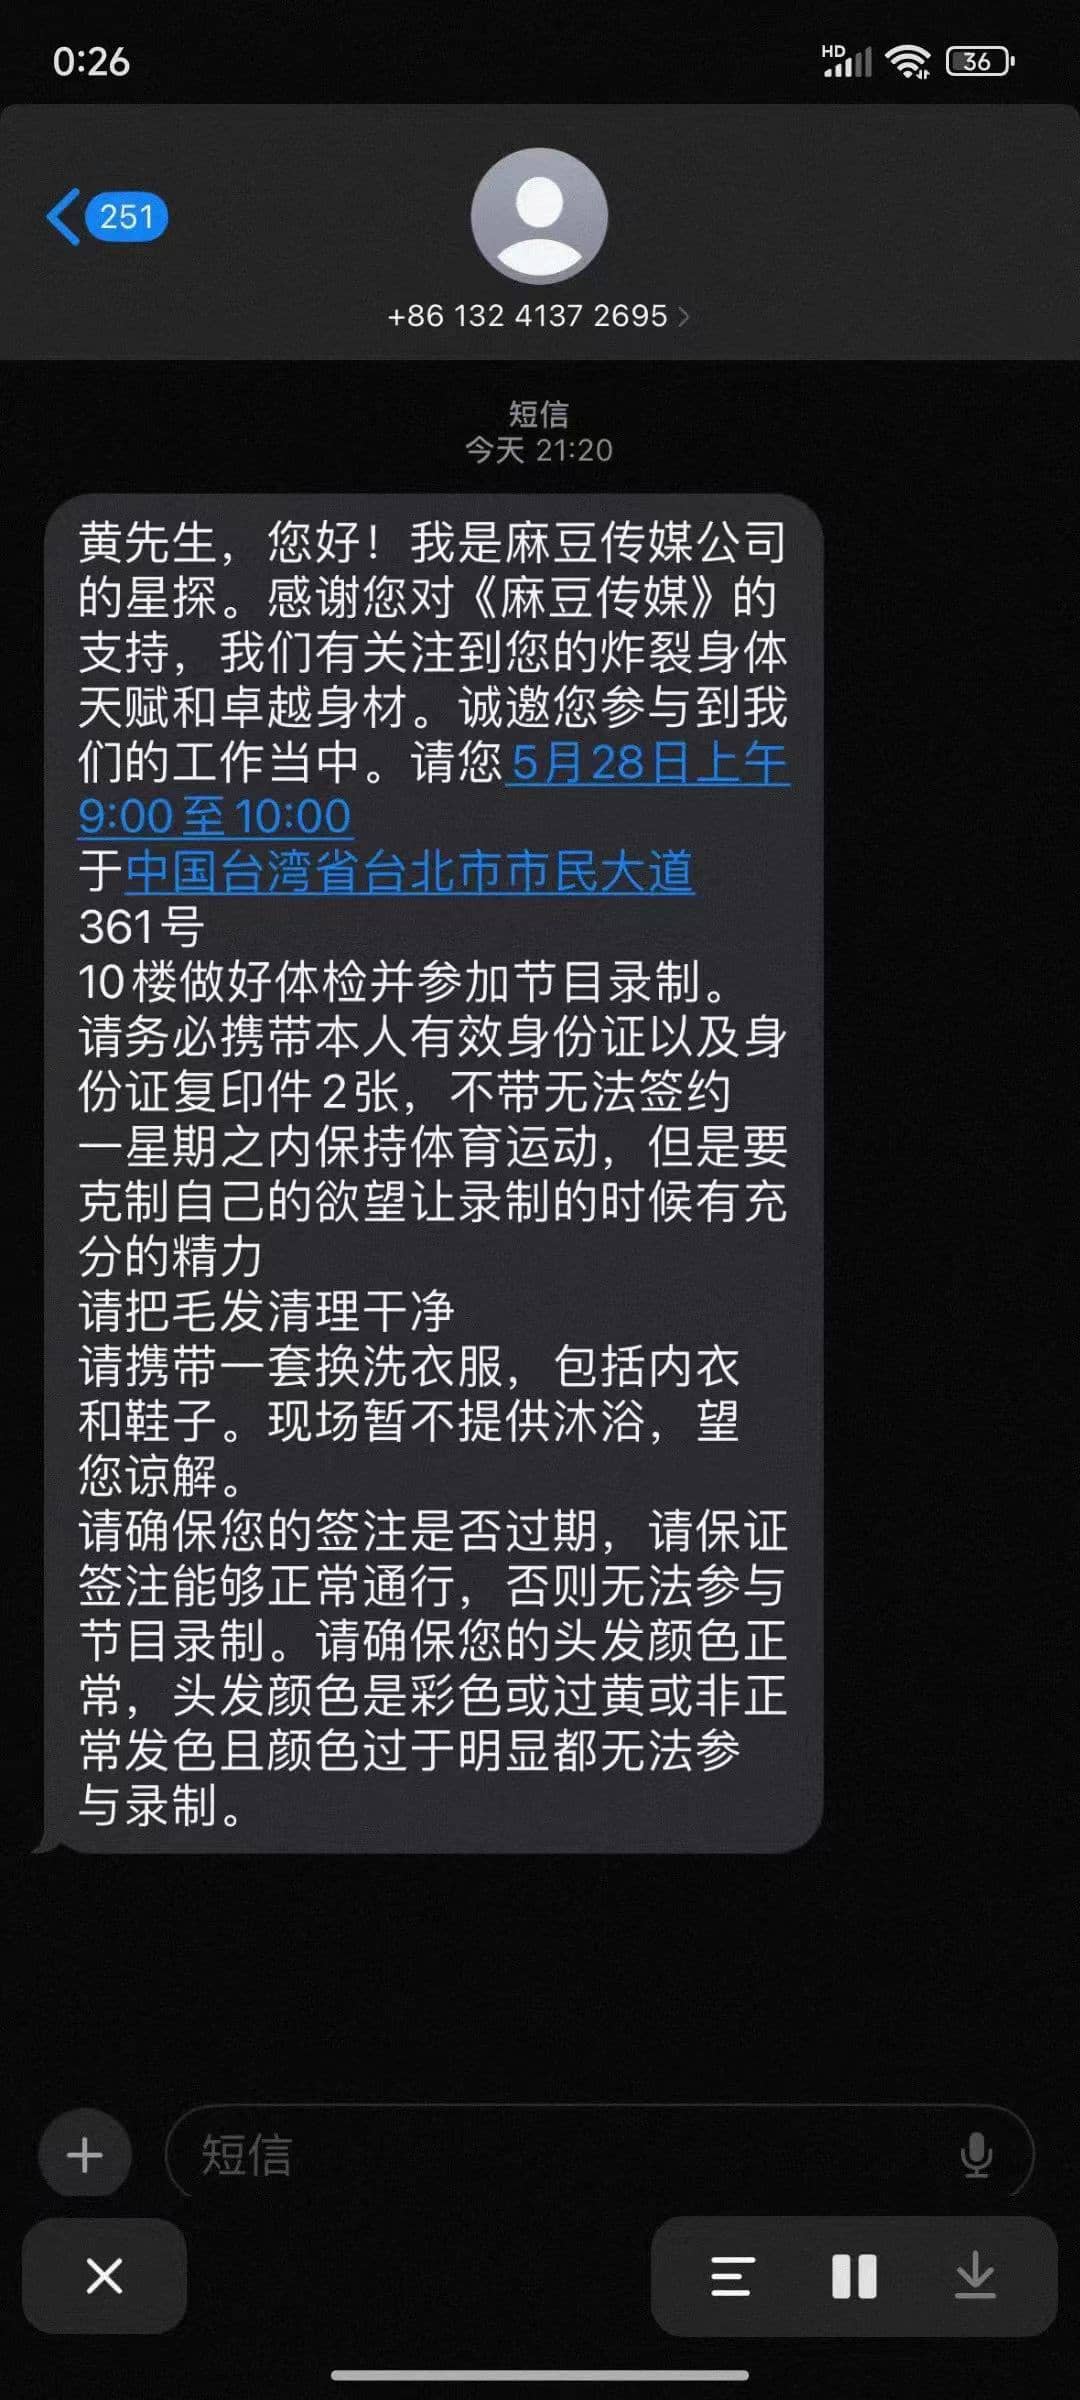 0:26
HD
36
251
+86 132 4137 2695
短信
今天 21:20
黄先生，您好！我是麻豆传媒公司
的星探。感谢您对《麻豆传媒》的
支持，我们有关注到您的炸裂身体
天赋和卓越身材。诚邀您参与到我
们的工作当中。请您5月28日上午
9:00至10:00
于中国台湾省台北市市民大道
361号
10楼做好体检并参加节目录制。
请务必携带本人有效身份证以及身
份证复印件2张，不带无法签约
一星期之内保持体育运动，但是要
克制自己的欲望让录制的时候有充
分的精力
请把毛发清理干净
请携带一套换洗衣服，包括内衣
和鞋子。现场暂不提供沐浴，望
您谅解。
请确保您的签注是否过期，请保证
签注能够正常通行，否则无法参与
节目录制。请确保您的头发颜色正
常，头发颜色是彩色或过黄或非正
常发色且颜色过于明显都无法参
与录制。
短信